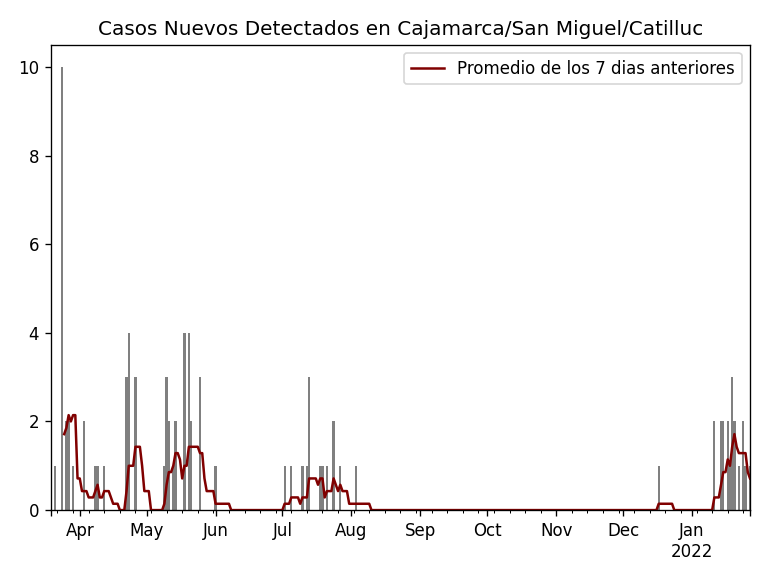 Casos Nuevos Detectados en Cajamarca/San Miguel/Catilluc
Promedio de los 7 dias anteriores
10
8
6
4
2
0
Apr May Jun Jul Aug Sep Oct Nov Dec Jan
2022